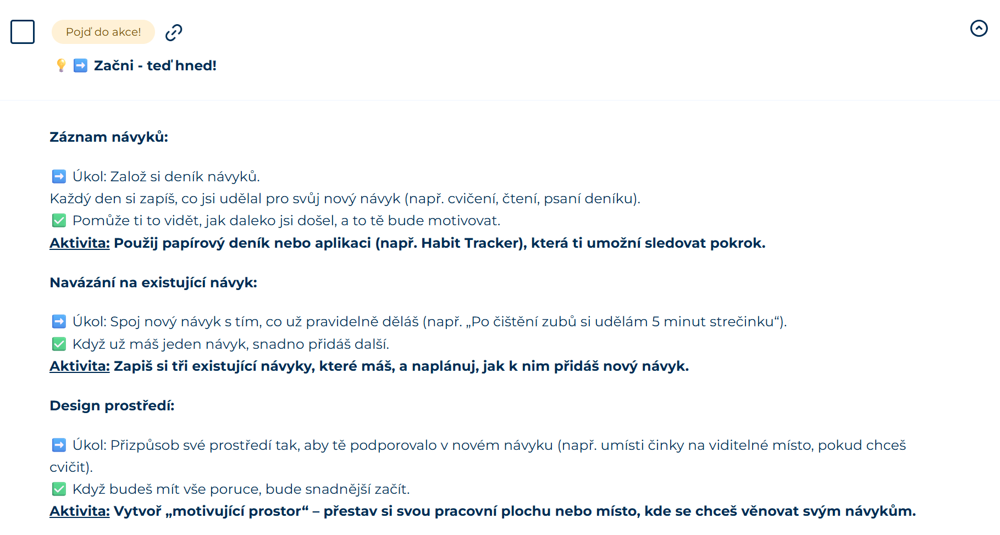 Pojď do akce!
💡 ➡️ Začni - teď hned!
Záznam návyků:
➡️ Úkol: Založ si deník návyků.
Každý den si zapíš, co jsi udělal pro svůj nový návyk (např. cvičení, čtení, psaní deníku).
✅ Pomůže ti to vidět, jak daleko jsi došel, a to tě bude motivovat.
Aktivita: Použij papírový deník nebo aplikaci (např. Habit Tracker), která ti umožní sledovat pokrok.
Navázání na existující návyk:
➡️ Úkol: Spoj nový návyk s tím, co už pravidelně děláš (např. „Po čištění zubů si udělám 5 minut strečinku“).
✅ Když už máš jeden návyk, snadno přidáš další.
Aktivita: Zapiš si tři existující návyky, které máš, a naplánuj, jak k nim přidáš nový návyk.
Design prostředí:
➡️ Úkol: Přizpůsob své prostředí tak, aby tě podporovalo v novém návyku (např. umísti činky na viditelné místo, pokud chceš
cvičit).
✅ Když budeš mít vše poruce, bude snadnější začít.
Aktivita: Vytvoř „motivující prostor“ – přestav si svou pracovní plochu nebo místo, kde se chceš věnovat svým návykům.